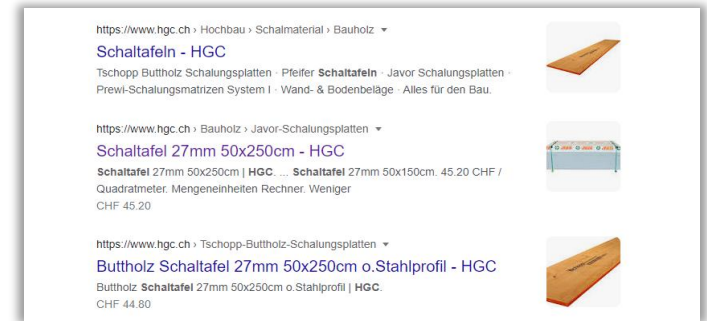 https://www.hgc.ch › Hochbau › Schalmaterial › Bauholz
Schaltafeln - HGC
Tschopp Buttholz Schalungsplatten · Pfeifer Schaltafeln · Javor Schalungsplatten ·
Prewi-Schalungsmatrizen System I · Wand- & Bodenbeläge · Alles für den Bau.
https://www.hgc.ch › Bauholz › Javor-Schalungsplatten
Schaltafel 27mm 50x250cm - HGC
Schaltafel 27mm 50x250cm | HGC. ... Schaltafel 27mm 50x150cm. 45.20 CHF /
Quadratmeter. Mengeneinheiten Rechner. Weniger
CHF 45.20
https://www.hgc.ch › Tschopp-Buttholz-Schalungsplatten
Buttholz Schaltafel 27mm 50x250cm o.Stahlprofil - HGC
Buttholz Schaltafel 27mm 50x250cm o.Stahlprofil | HGC.
CHF 44.80